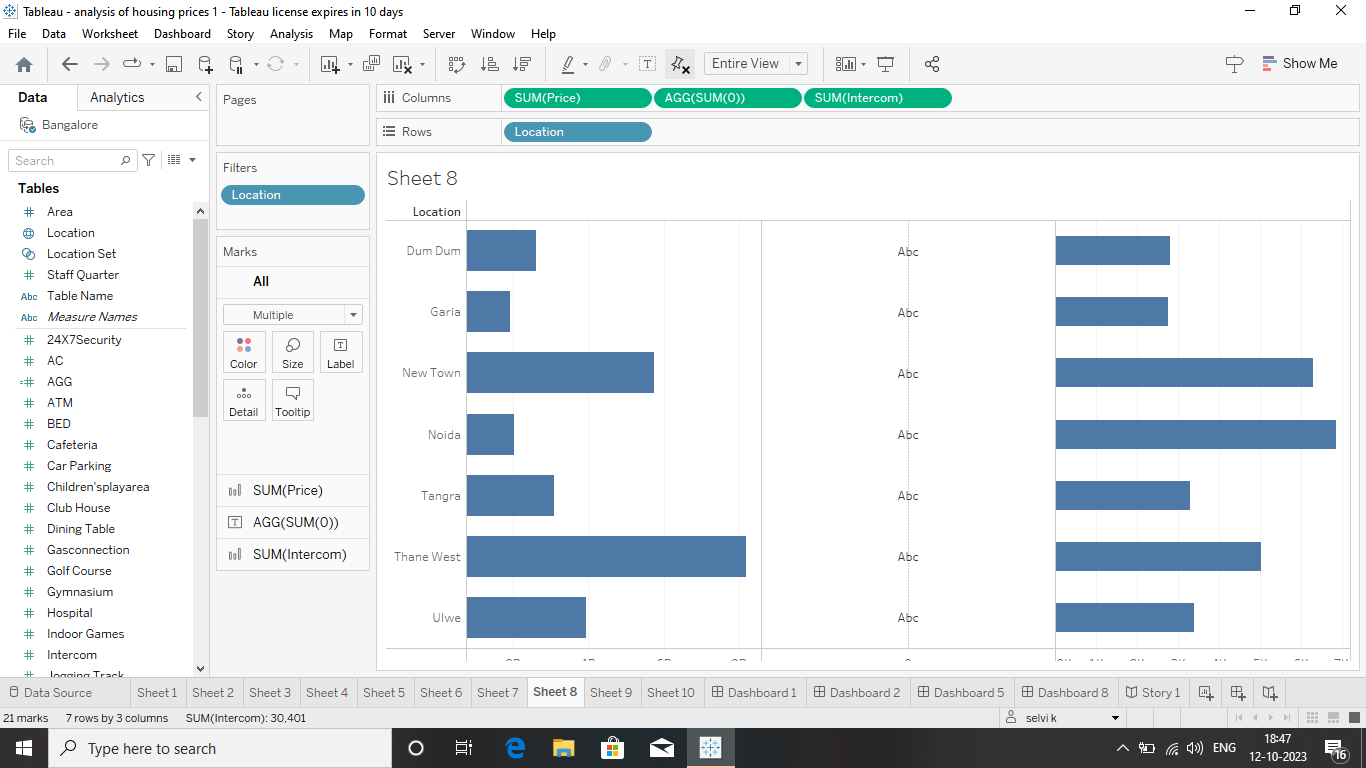 Tableau - analysis of housing prices 1 - Tableau license expires in 10 days
File Data Worksheet Dashboard Story Analysis Map Format Server Window Help
Entire View
Show Me
Data Analytics
Bangalore
Search
Tables
Area
Location
Location Set
Staff Quarter
Abc Table Name
Abc Measure Names
24X7Security
AC
AGG
ATM
BED
Cafeteria
Car Parking
Children'splayarea
Club House
Dining Table
Gasconnection
Golf Course
Gymnasium
Hospital
Indoor Games
Intercom
Jogging Track
Pages
Filters
Location
Marks
All
Multiple
Color Size Label
Detail Tooltip
SUM(Price)
AGG(SUM(0))
SUM(Intercom)
Columns SUM(Price) AGG(SUM(0)) SUM(Intercom)
Rows Location
Sheet 8
Location
Dum Dum Abc
Garia Abc
New Town Abc
Noida Abc
Tangra Abc
Thane West Abc
Ulwe Abc
Data Source Sheet 1 Sheet 2 Sheet 3 Sheet 4 Sheet 5 Sheet 6 Sheet 7 Sheet 8 Sheet 9 Sheet 10 Dashboard 1 Dashboard 2 Dashboard 5 Dashboard 8 Story 1
21 marks 7 rows by 3 columns SUM(Intercom): 30,401 selvi k
Type here to search
ENG
18:47
12-10-2023
16